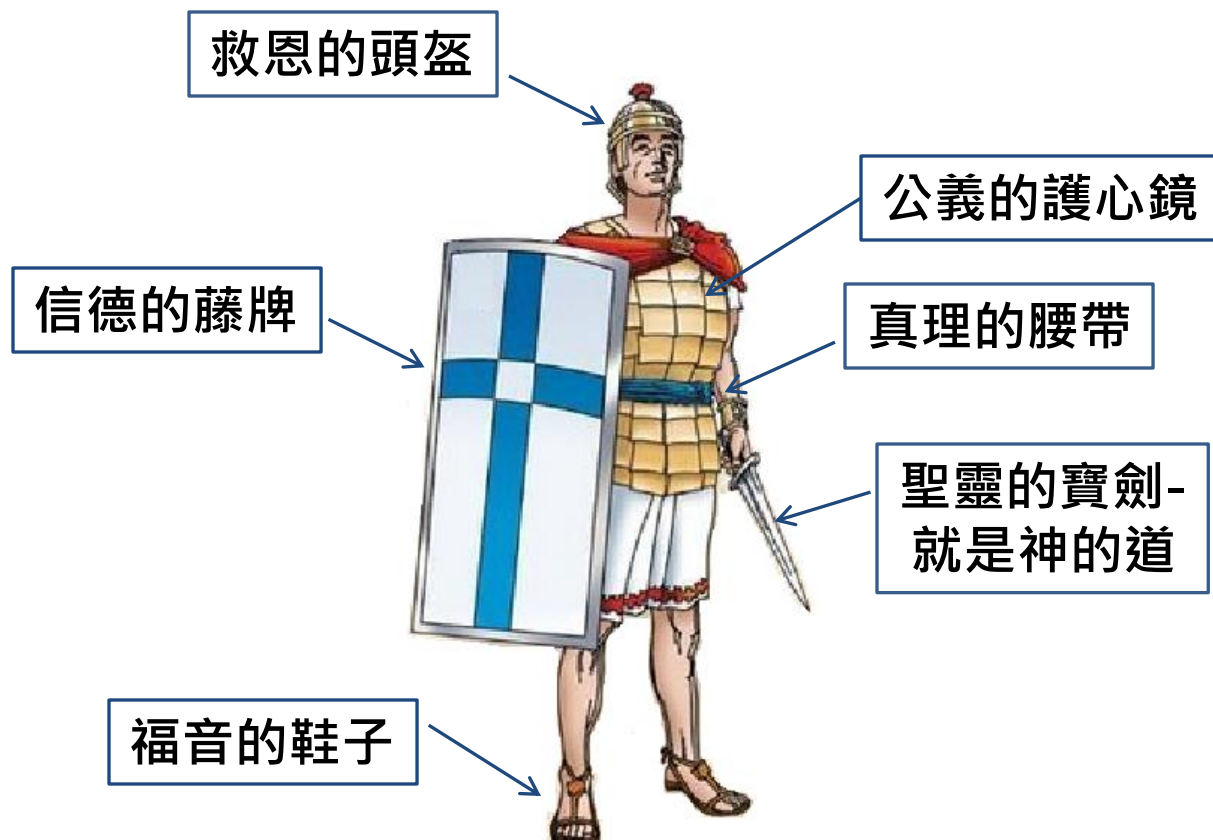 救恩的頭盔
公義的護心鏡
信德的藤牌
真理的腰帶
聖靈的寶劍-
就是神的道
福音的鞋子